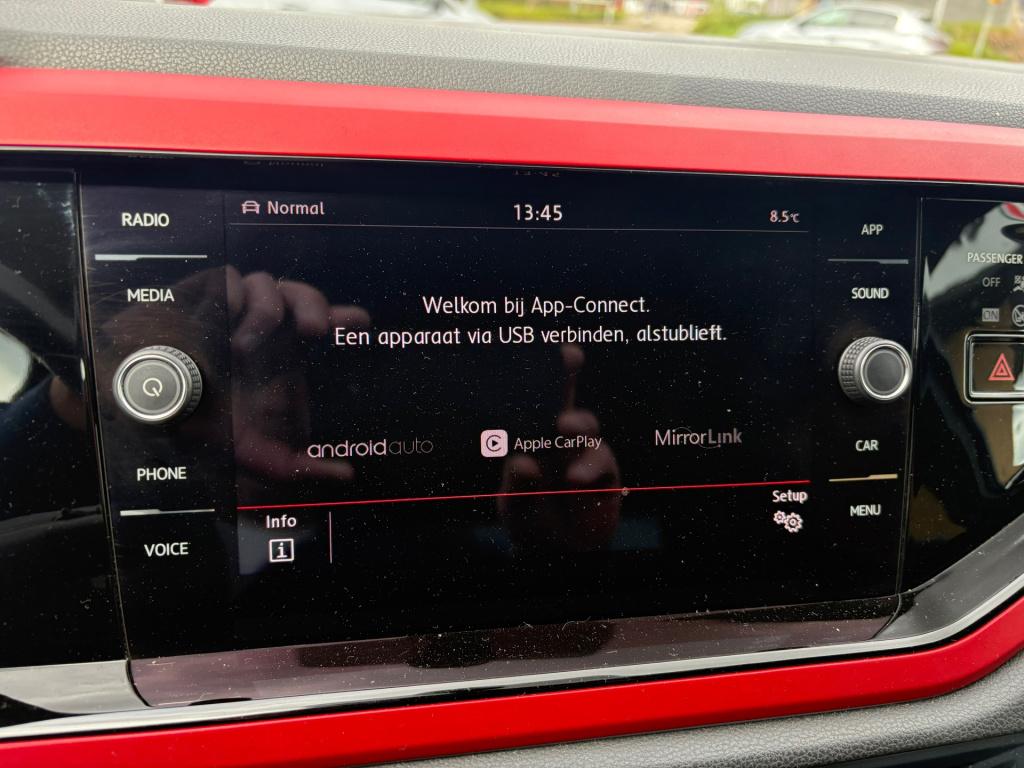 RADIO
MEDIA
PHONE
VOICE
Normal
13:45
8.5°C
Welkom bij App-Connect.
Een apparaat via USB verbinden, alstublieft.
androidauto
Apple CarPlay
MirrorLink
Info
i
Setup
APP
SOUND
CAR
MENU
PASSENGER
OFF
ON